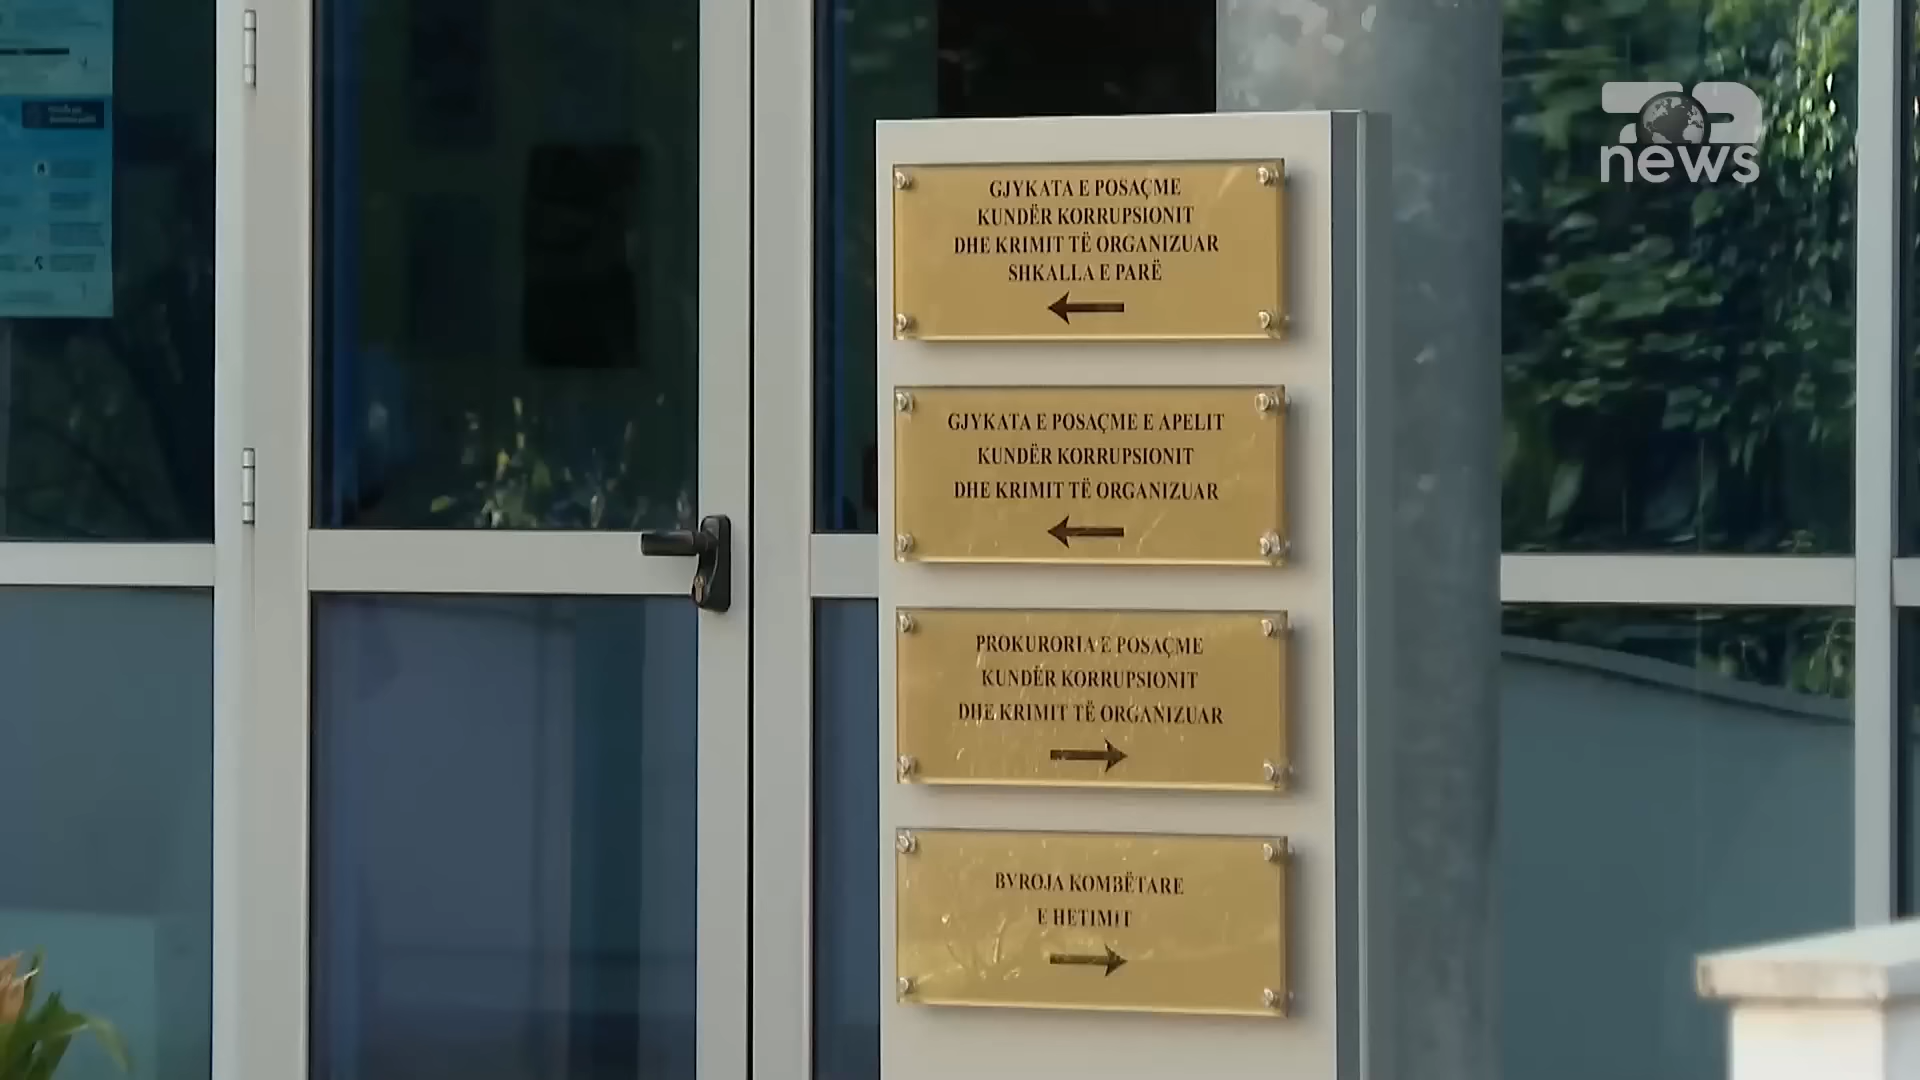 news
GJYKATA E POSAÇME
KUNDËR KORRUPSIONIT
DHE KRIMIT TË ORGANIZUAR
SHKALLA E PARË
GJYKATA E POSAÇME E APELIT
KUNDËR KORRUPSIONIT
DHE KRIMIT TË ORGANIZUAR
PROKURORIA E POSAÇME
KUNDËR KORRUPSIONIT
DHE KRIMIT TË ORGANIZUAR
BYROJA KOMBËTARE
E HETIMIT